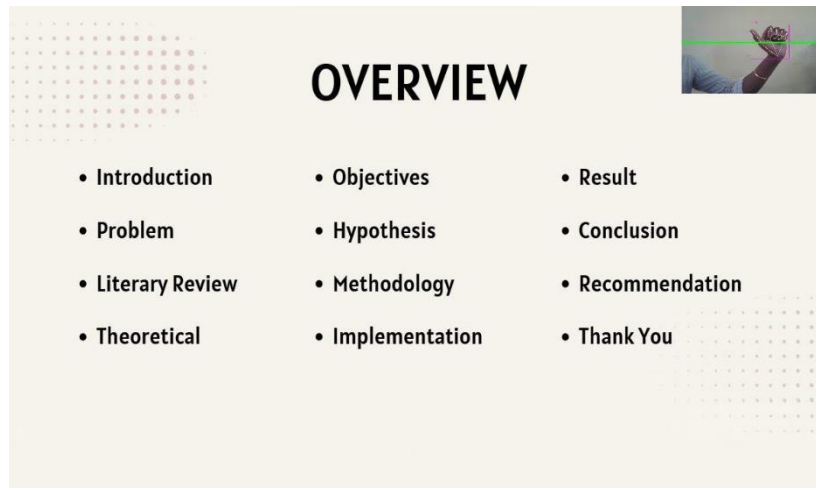 OVERVIEW
• Introduction
• Problem
• Literary Review
• Theoretical
• Objectives
• Hypothesis
• Methodology
• Implementation
• Result
• Conclusion
• Recommendation
• Thank You